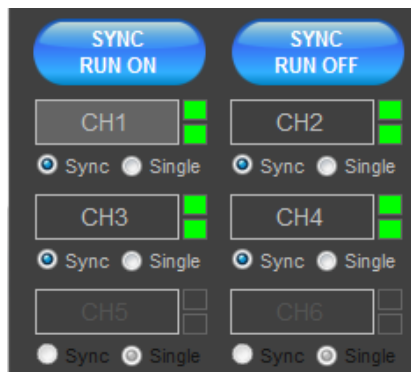 SYNC
RUN ON
SYNC
RUN OFF
CH1
CH2
Sync Single
Sync Single
CH3
CH4
Sync Single
Sync Single
CH5
CH6
Sync Single
Sync Single